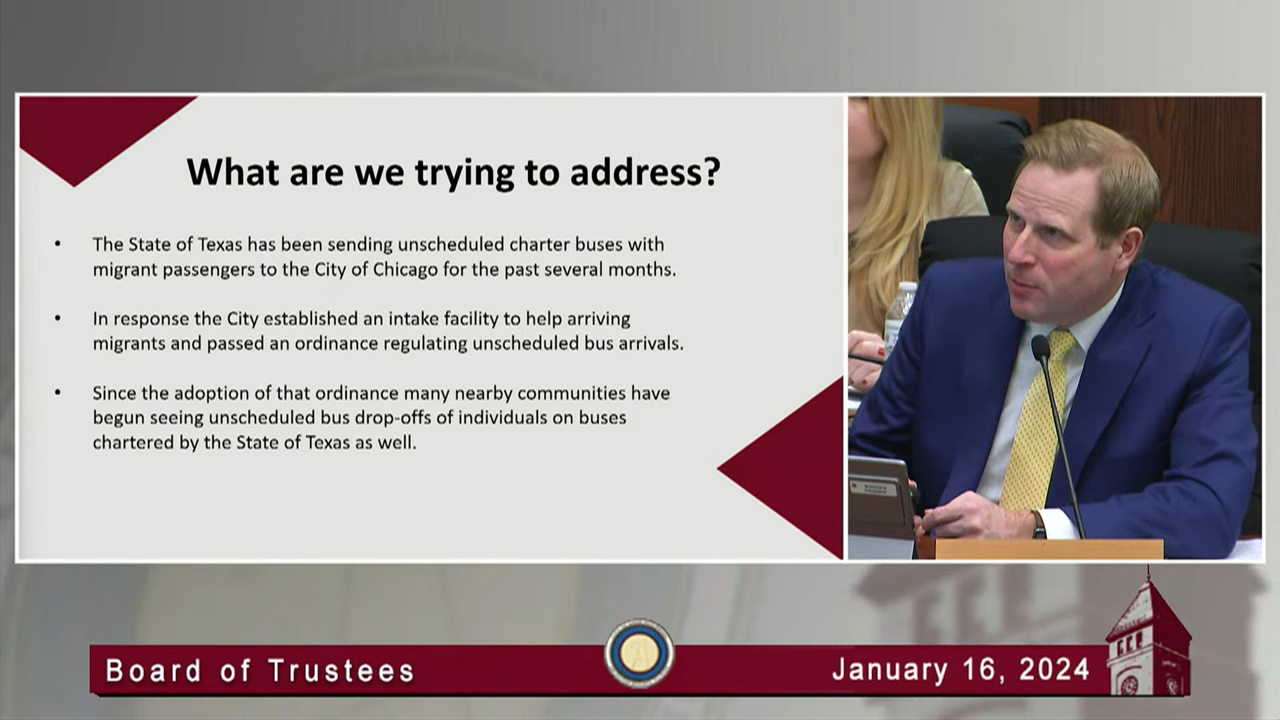 What are we trying to address?
• The State of Texas has been sending unscheduled charter buses with
migrant passengers to the City of Chicago for the past several months.
• In response the City established an intake facility to help arriving
migrants and passed an ordinance regulating unscheduled bus arrivals.
• Since the adoption of that ordinance many nearby communities have
begun seeing unscheduled bus drop-offs of individuals on buses
chartered by the State of Texas as well.
Board of Trustees
January 16, 2024